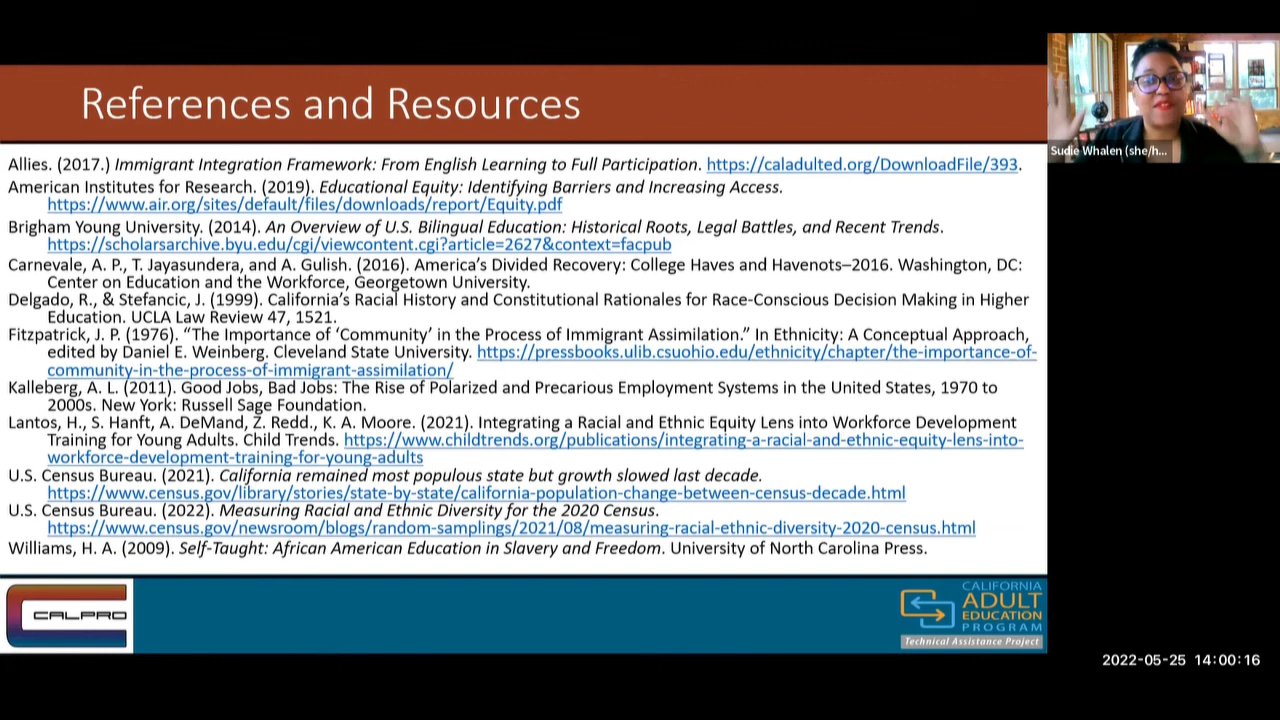 References and Resources
Sudie Whalen (she/h...
Allies. (2017.) Immigrant Integration Framework: From English Learning to Full Participation. https://caladulted.org/DownloadFile/393.
American Institutes for Research. (2019). Educational Equity: Identifying Barriers and Increasing Access.
https://www.air.org/sites/default/files/downloads/report/Equity.pdf
Brigham Young University. (2014). An Overview of U.S. Bilingual Education: Historical Roots, Legal Battles, and Recent Trends.
https://scholarsarchive.byu.edu/cgi/viewcontent.cgi?article=2627&context=facpub
Carnevale, A. P., T. Jayasundera, and A. Gulish. (2016). America’s Divided Recovery: College Haves and Havenots–2016. Washington, DC:
Center on Education and the Workforce, Georgetown University.
Delgado, R., & Stefancic, J. (1999). California’s Racial History and Constitutional Rationales for Race-Conscious Decision Making in Higher
Education. UCLA Law Review 47, 1521.
Fitzpatrick, J. P. (1976). “The Importance of ‘Community’ in the Process of Immigrant Assimilation.” In Ethnicity: A Conceptual Approach,
edited by Daniel E. Weinberg. Cleveland State University. https://pressbooks.ulib.csuohio.edu/ethnicity/chapter/the-importance-of-
community-in-the-process-of-immigrant-assimilation/
Kalleberg, A. L. (2011). Good Jobs, Bad Jobs: The Rise of Polarized and Precarious Employment Systems in the United States, 1970 to
2000s. New York: Russell Sage Foundation.
Lantos, H., S. Hanft, A. DeMand, Z. Redd., K. A. Moore. (2021). Integrating a Racial and Ethnic Equity Lens into Workforce Development
Training for Young Adults. Child Trends. https://www.childtrends.org/publications/integrating-a-racial-and-ethnic-equity-lens-into-
workforce-development-training-for-young-adults
U.S. Census Bureau. (2021). California remained most populous state but growth slowed last decade.
https://www.census.gov/library/stories/state-by-state/california-population-change-between-census-decade.html
U.S. Census Bureau. (2022). Measuring Racial and Ethnic Diversity for the 2020 Census.
https://www.census.gov/newsroom/blogs/random-samplings/2021/08/measuring-racial-ethnic-diversity-2020-census.html
Williams, H. A. (2009). Self-Taught: African American Education in Slavery and Freedom. University of North Carolina Press.
CALPRO
CALIFORNIA
ADULT
EDUCATION
PROGRAM
Technical Assistance Project
2022-05-25 14:00:16